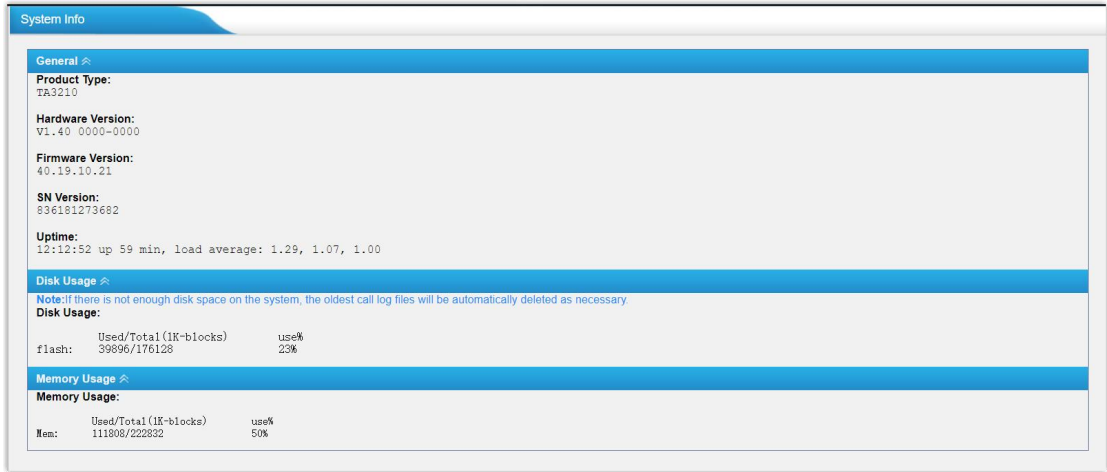 System Info
General
Product Type:
TA3210
Hardware Version:
V1.40 0000-0000
Firmware Version:
40.19.10.21
SN Version:
836181273682
Uptime:
12:12:52 up 59 min, load average: 1.29, 1.07, 1.00
Disk Usage
Note:If there is not enough disk space on the system, the oldest call log files will be automatically deleted as necessary.
Disk Usage:
Used/Total(1K-blocks) use%
flash: 39896/176128 23%
Memory Usage
Memory Usage:
Used/Total(1K-blocks) use%
Mem: 111808/222832 50%